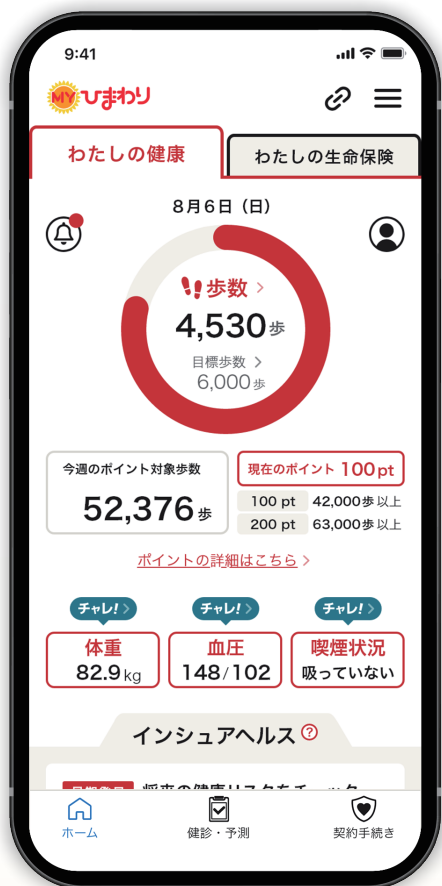 9:41
MYひまわり
わたしの健康
わたしの生命保険
8月6日（日）
歩数
4,530歩
目標歩数
6,000歩
今週のポイント対象歩数
52,376歩
現在のポイント 100pt
100 pt 42,000歩以上
200 pt 63,000歩以上
ポイントの詳細はこちら
チャレ! チャレ! チャレ!
体重 血圧 喫煙状況
82.9kg 148/102 吸っていない
インシュアヘルス
ホーム 健診・予測 契約手続き